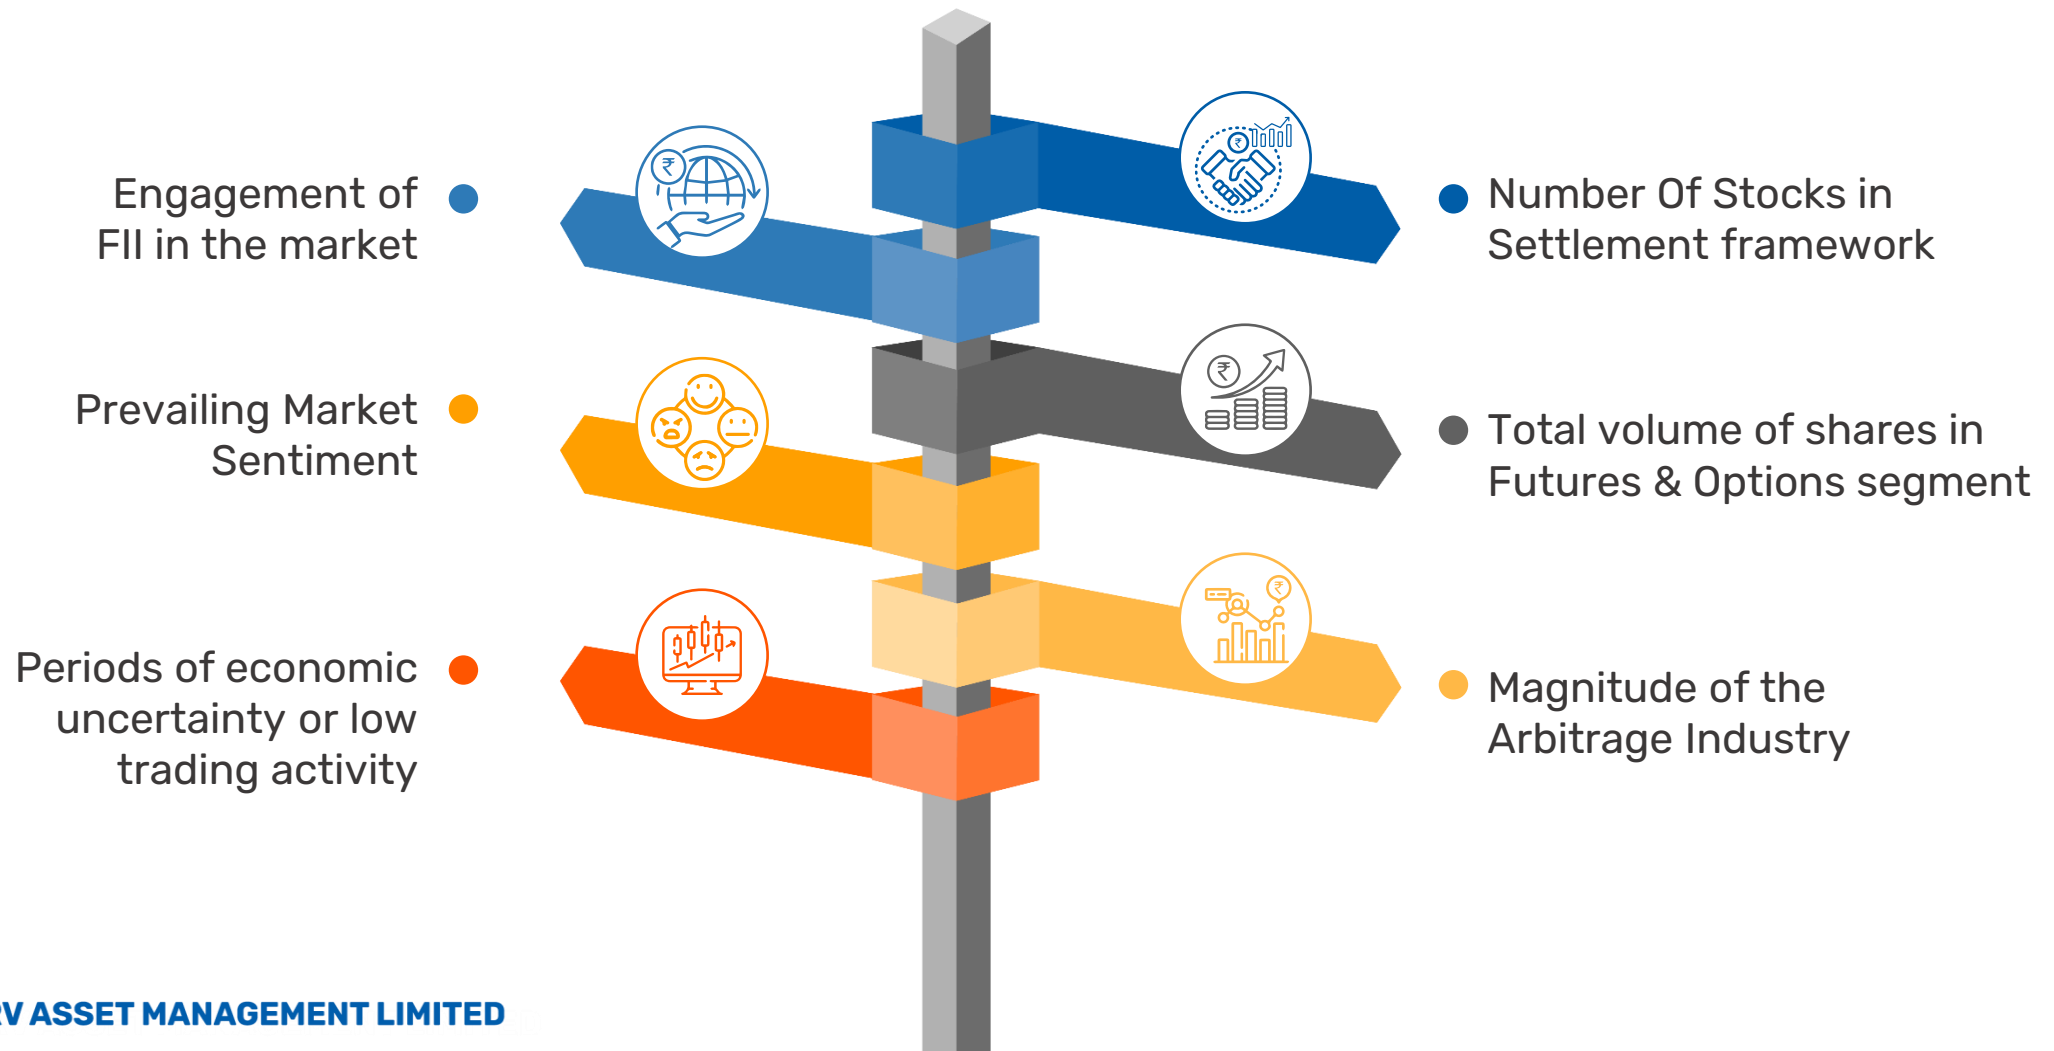 Engagement of
FII in the market
Number Of Stocks in
Settlement framework
Prevailing Market
Sentiment
Total volume of shares in
Futures & Options segment
Periods of economic
uncertainty or low
trading activity
Magnitude of the
Arbitrage Industry
RV ASSET MANAGEMENT LIMITED